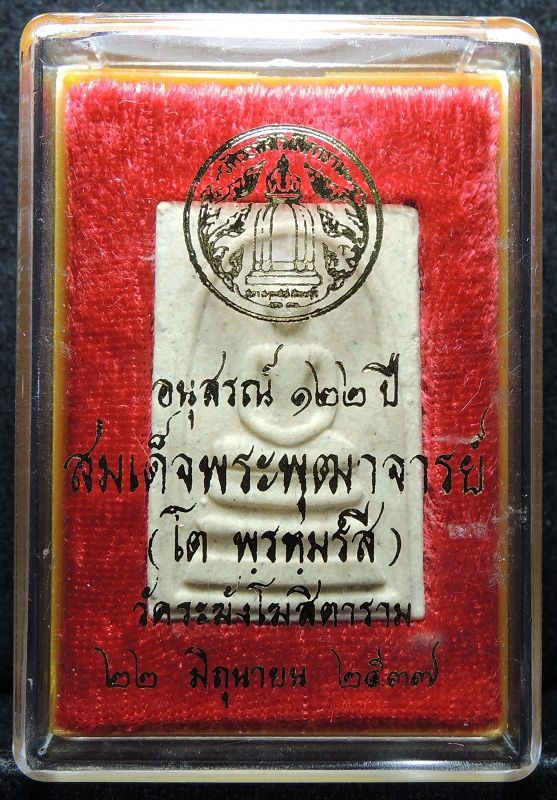 อนุสรณ์ ๑๒๒ ปี
สมเด็จพระพุฒาจารย์
(โต พฺรหฺมรํสี)
วัดระฆังโฆสิตาราม
๒๒ มิถุนายน ๒๕๓๗